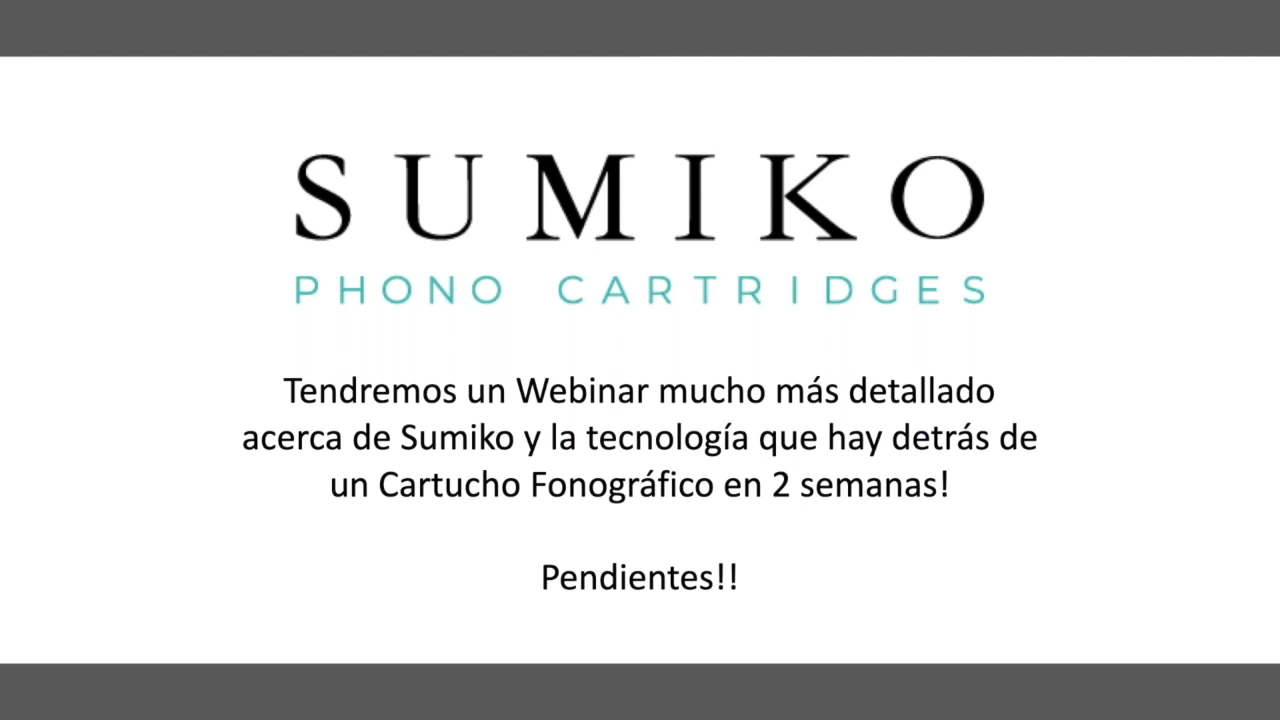 SUMIKO
PHONO CARTRIDGES
Tendremos un Webinar mucho más detallado
acerca de Sumiko y la tecnología que hay detrás de
un Cartucho Fonográfico en 2 semanas!
Pendientes!!